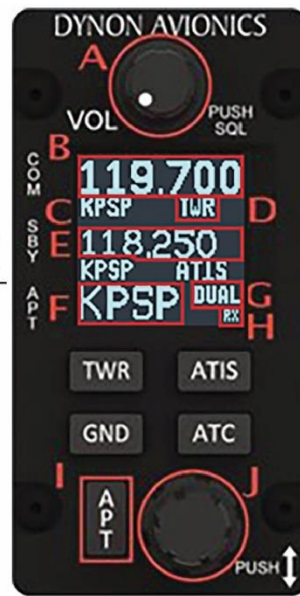 DYNON AVIONICS
A
VOL
PUSH
SQL
B
COM
119.700
C
KPSP
TWR
D
SBY
E
118.250
KPSP
ATIS
APT
F
KPSP
DUAL
G
RX
H
TWR
ATIS
GND
ATC
I
APT
J
PUSH